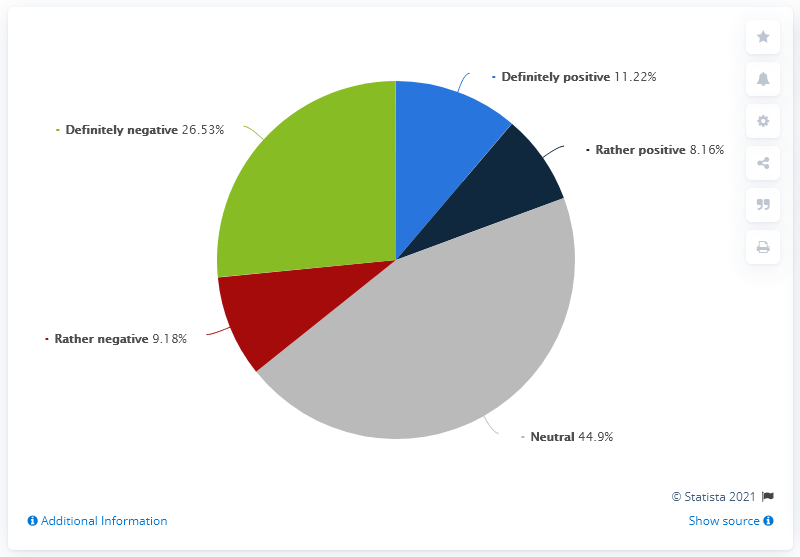 Definitely positive 11.22%
Definitely negative 26.53%
Rather positive 8.16%
Rather negative 9.18%
Neutral 44.9%
© Statista 2021
Additional Information
Show source